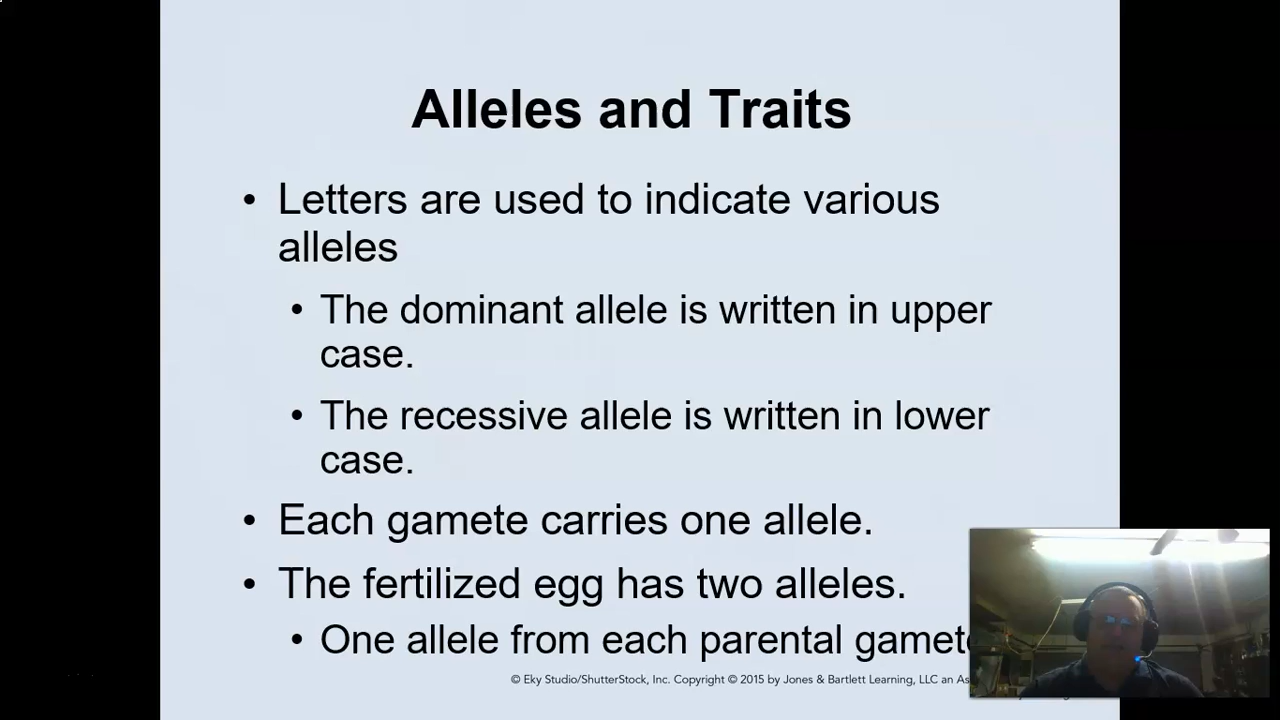 Alleles and Traits
• Letters are used to indicate various
alleles
• The dominant allele is written in upper
case.
• The recessive allele is written in lower
case.
• Each gamete carries one allele.
• The fertilized egg has two alleles.
• One allele from each parental gamete
© Eky Studio/ShutterStock, Inc. Copyright © 2015 by Jones & Bartlett Learning, LLC an